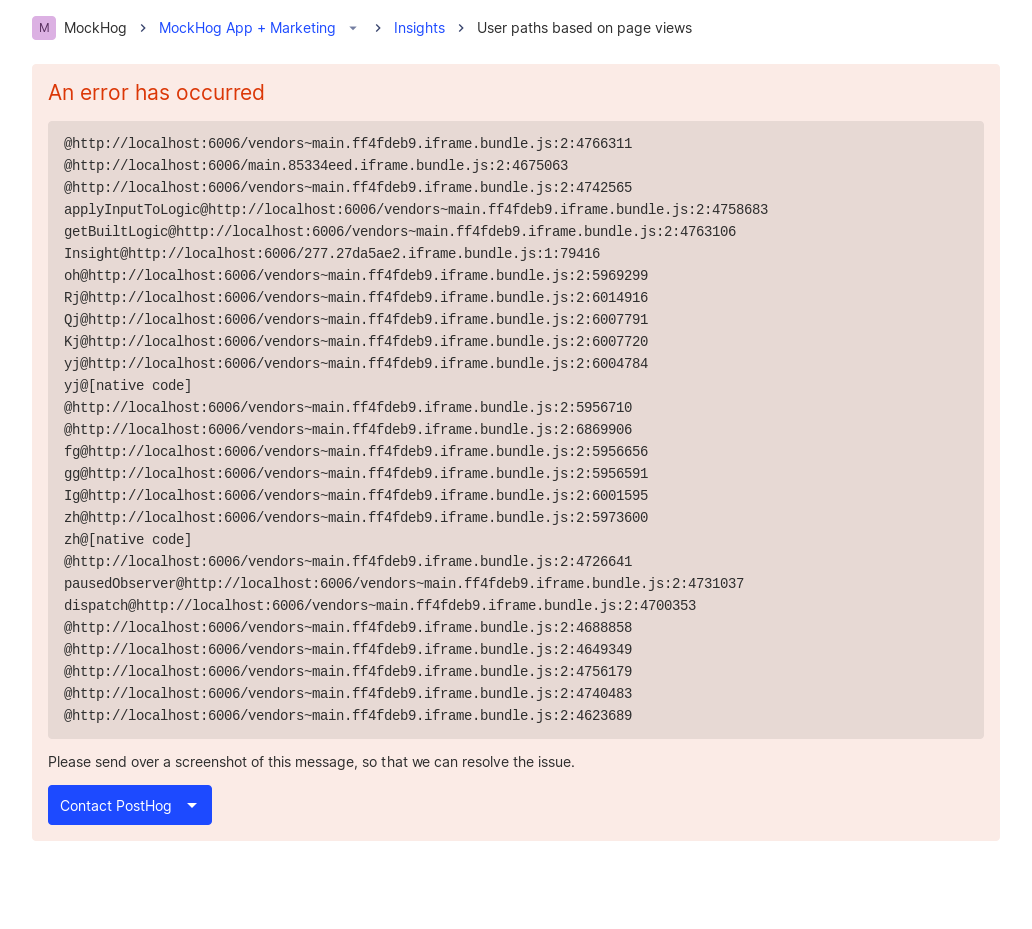 M MockHog MockHog App + Marketing Insights User paths based on page views
An error has occurred
@http://localhost:6006/vendors~main.ff4fdeb9.iframe.bundle.js:2:4766311
@http://localhost:6006/main.85334eed.iframe.bundle.js:2:4675063
@http://localhost:6006/vendors~main.ff4fdeb9.iframe.bundle.js:2:4742565
applyInputToLogic@http://localhost:6006/vendors~main.ff4fdeb9.iframe.bundle.js:2:4758683
getBuiltLogic@http://localhost:6006/vendors~main.ff4fdeb9.iframe.bundle.js:2:4763106
Insight@http://localhost:6006/277.27da5ae2.iframe.bundle.js:1:79416
oh@http://localhost:6006/vendors~main.ff4fdeb9.iframe.bundle.js:2:5969299
Rj@http://localhost:6006/vendors~main.ff4fdeb9.iframe.bundle.js:2:6014916
Qj@http://localhost:6006/vendors~main.ff4fdeb9.iframe.bundle.js:2:6007791
Kj@http://localhost:6006/vendors~main.ff4fdeb9.iframe.bundle.js:2:6007720
yj@http://localhost:6006/vendors~main.ff4fdeb9.iframe.bundle.js:2:6004784
yj@[native code]
@http://localhost:6006/vendors~main.ff4fdeb9.iframe.bundle.js:2:5956710
@http://localhost:6006/vendors~main.ff4fdeb9.iframe.bundle.js:2:6869906
fg@http://localhost:6006/vendors~main.ff4fdeb9.iframe.bundle.js:2:5956656
gg@http://localhost:6006/vendors~main.ff4fdeb9.iframe.bundle.js:2:5956591
Ig@http://localhost:6006/vendors~main.ff4fdeb9.iframe.bundle.js:2:6001595
zh@http://localhost:6006/vendors~main.ff4fdeb9.iframe.bundle.js:2:5973600
zh@[native code]
@http://localhost:6006/vendors~main.ff4fdeb9.iframe.bundle.js:2:4726641
pausedObserver@http://localhost:6006/vendors~main.ff4fdeb9.iframe.bundle.js:2:4731037
dispatch@http://localhost:6006/vendors~main.ff4fdeb9.iframe.bundle.js:2:4700353
@http://localhost:6006/vendors~main.ff4fdeb9.iframe.bundle.js:2:4688858
@http://localhost:6006/vendors~main.ff4fdeb9.iframe.bundle.js:2:4649349
@http://localhost:6006/vendors~main.ff4fdeb9.iframe.bundle.js:2:4756179
@http://localhost:6006/vendors~main.ff4fdeb9.iframe.bundle.js:2:4740483
@http://localhost:6006/vendors~main.ff4fdeb9.iframe.bundle.js:2:4623689
Please send over a screenshot of this message, so that we can resolve the issue.
Contact PostHog